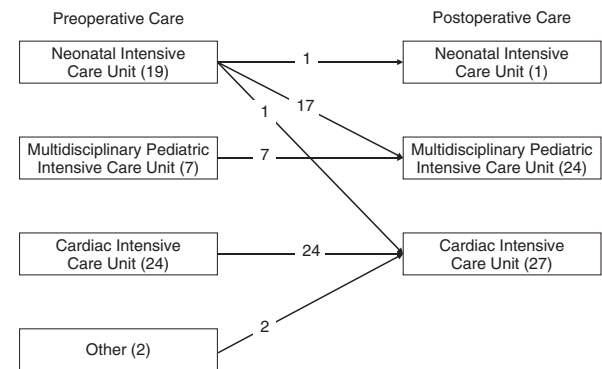 Preoperative Care
Postoperative Care
Neonatal Intensive
Care Unit (19)
1
Neonatal Intensive
Care Unit (1)
17
1
Multidisciplinary Pediatric
Intensive Care Unit (7)
7
Multidisciplinary Pediatric
Intensive Care Unit (24)
Cardiac Intensive
Care Unit (24)
24
Cardiac Intensive
Care Unit (27)
2
Other (2)